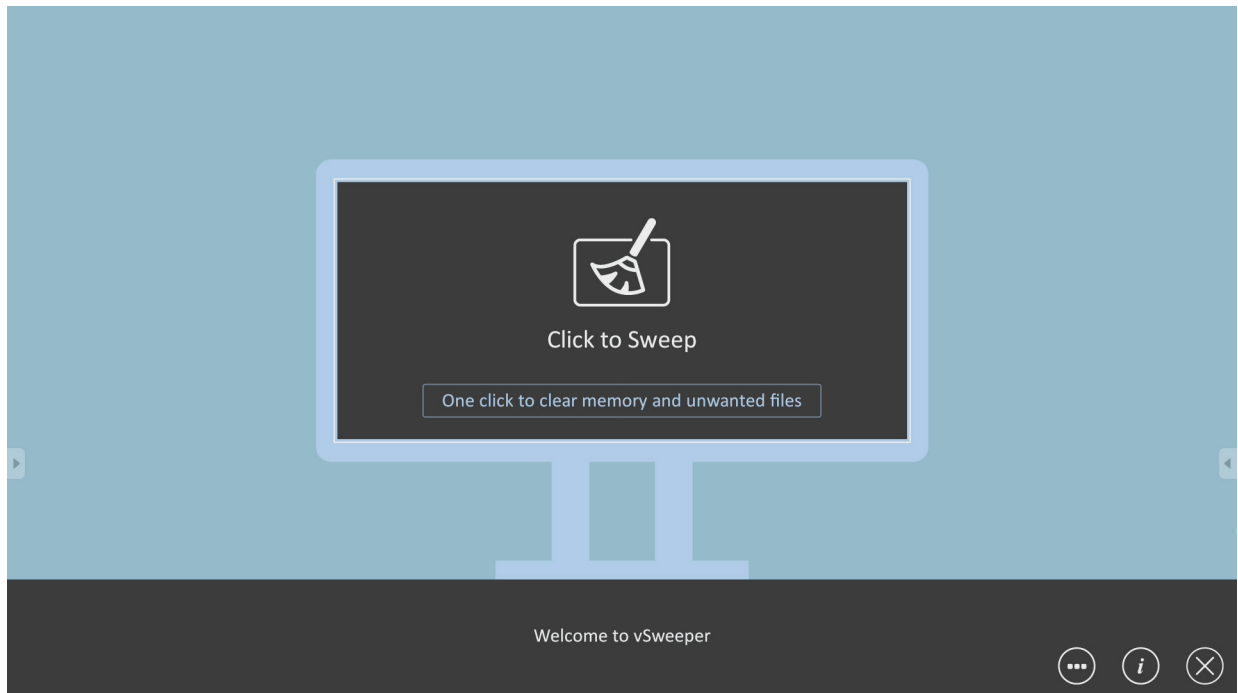 Click to Sweep
One click to clear memory and unwanted files
Welcome to vSweeper
i